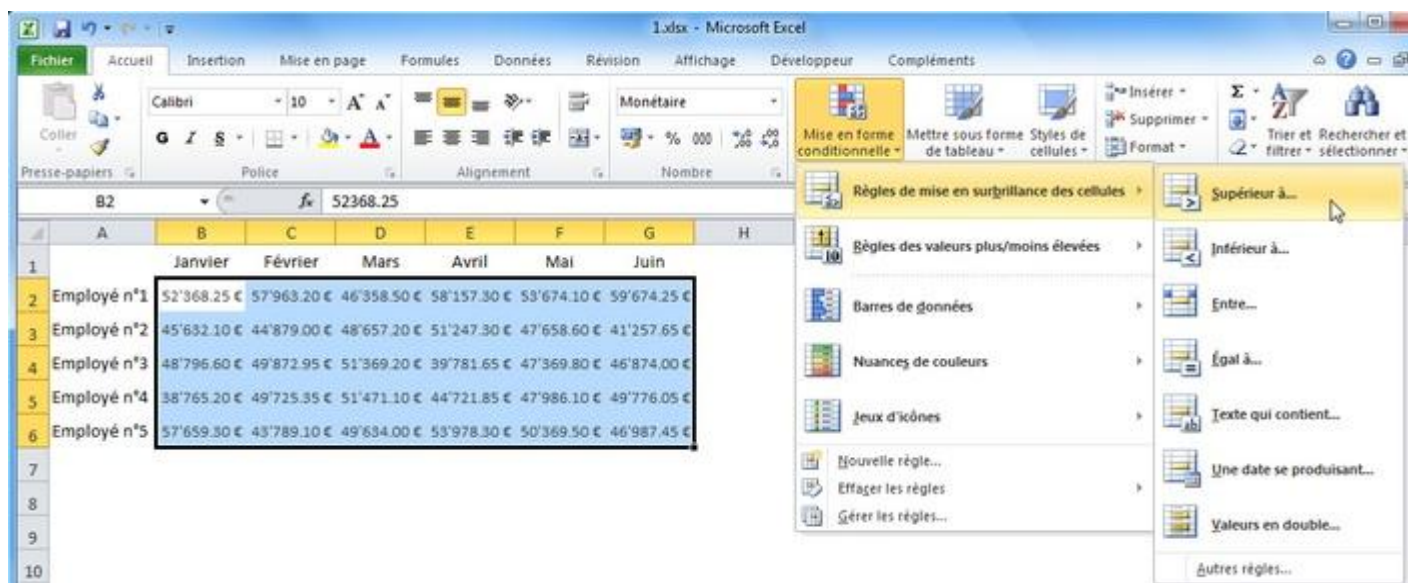 1.xlsx - Microsoft Excel
Fichier Accueil Insertion Mise en page Formules Données Révision Affichage Développeur Compléments
Coller
Presse-papiers
Calibri 10
G I S
Police
Alignement
Monétaire
% 000
Nombre
Mise en forme conditionnelle
Mettre sous forme de tableau
Styles de cellules
Insérer
Supprimer
Format
Trier et filtrer
Rechercher et sélectionner
B2 fx 52368.25
A B C D E F G H
1 Janvier Février Mars Avril Mai Juin
2 Employé n°1 52'368.25 € 57'963.20 € 46'358.50 € 58'157.30 € 53'674.10 € 59'674.25 €
3 Employé n°2 45'632.10 € 44'879.00 € 48'657.20 € 51'247.30 € 47'658.60 € 41'257.65 €
4 Employé n°3 48'796.60 € 49'872.95 € 51'369.20 € 39'781.65 € 47'369.80 € 46'874.00 €
5 Employé n°4 38'765.20 € 49'725.35 € 51'471.10 € 44'721.85 € 47'986.10 € 49'776.05 €
6 Employé n°5 57'659.30 € 43'789.10 € 49'634.00 € 53'978.30 € 50'369.50 € 46'987.45 €
7
8
9
10
Règles de mise en surbrillance des cellules
Règles des valeurs plus/moins élevées
Barres de données
Nuances de couleurs
Jeux d'icônes
Nouvelle règle...
Effacer les règles
Gérer les règles...
Supérieur à...
Inférieur à...
Entre...
Égal à...
Texte qui contient...
Une date se produisant...
Valeurs en double...
Autres règles...